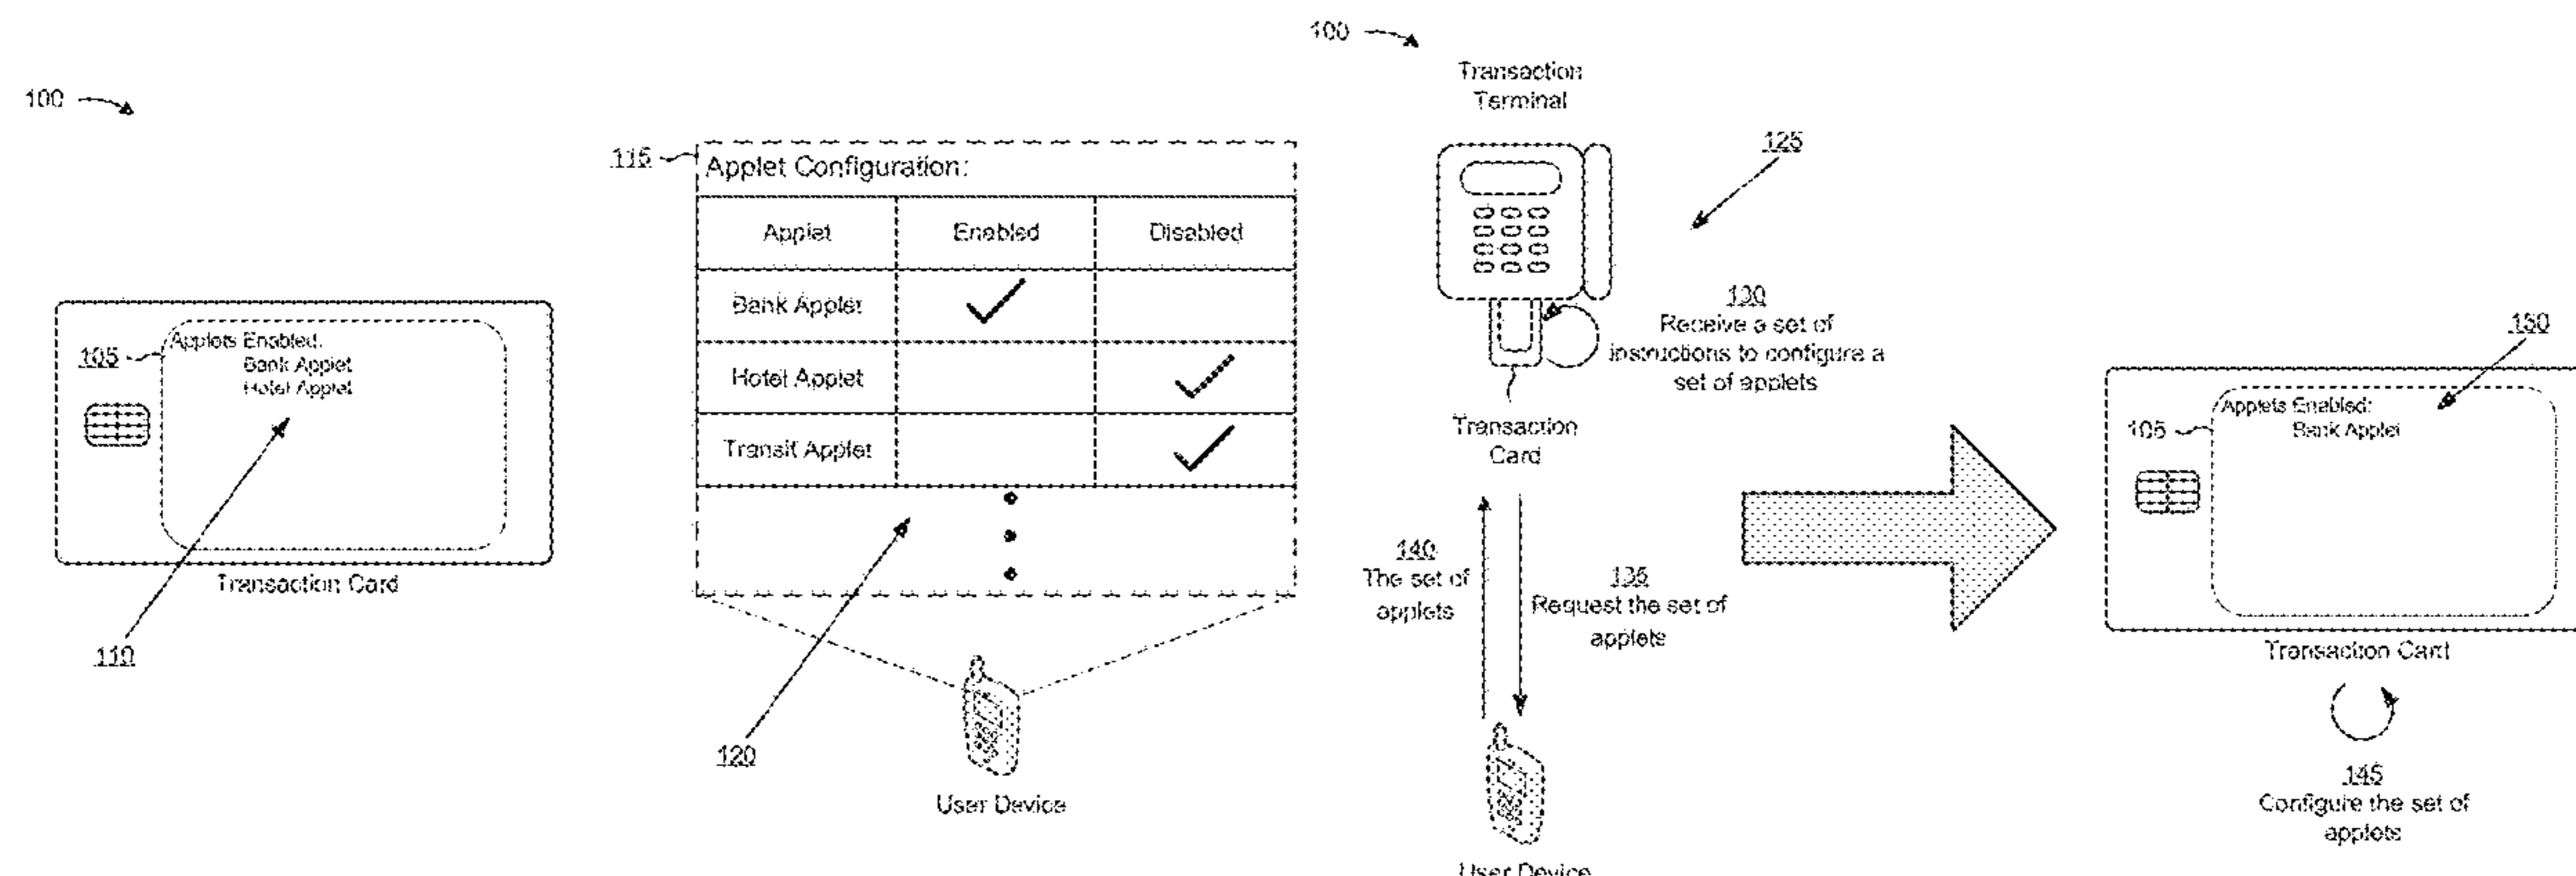 100
105
Applets Enabled:
Bank Applet
Hotel Applet
Transaction Card
110
115
Applet Configuration:
Applet Enabled Disabled
Bank Applet
Hotel Applet
Transit Applet
120
User Device
100
Transaction
Terminal
125
130
Receive a set of
instructions to configure a
set of applets
Transaction
Card
140
The set of
applets
135
Request the set of
applets
User Device
150
105
Applets Enabled:
Bank Applet
Transaction Card
145
Configure the set of
applets